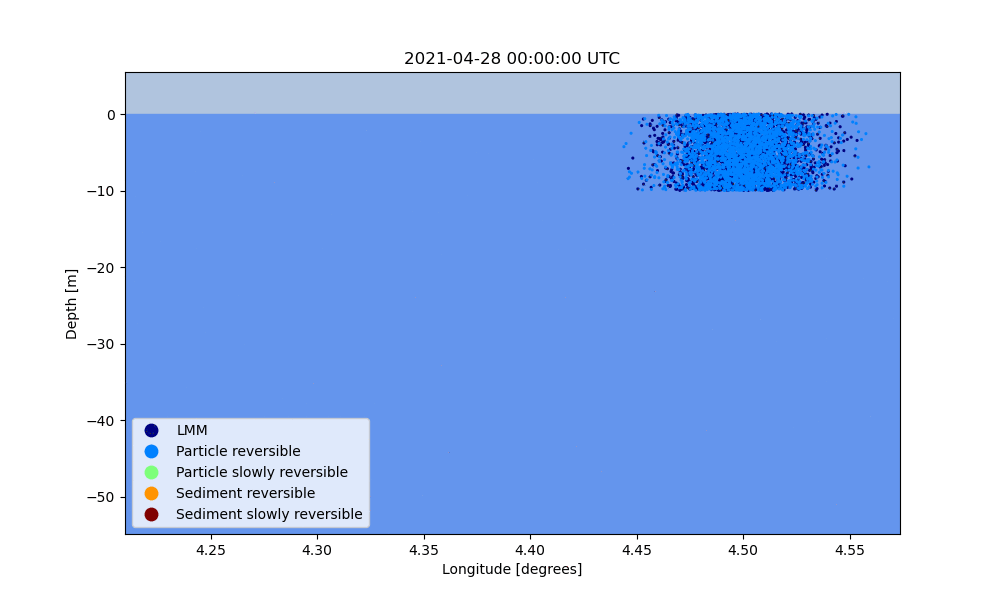 2021-04-28 00:00:00 UTC
0
−10
−20
−30
−40
−50
Depth [m]
LMM
Particle reversible
Particle slowly reversible
Sediment reversible
Sediment slowly reversible
4.25 4.30 4.35 4.40 4.45 4.50 4.55
Longitude [degrees]